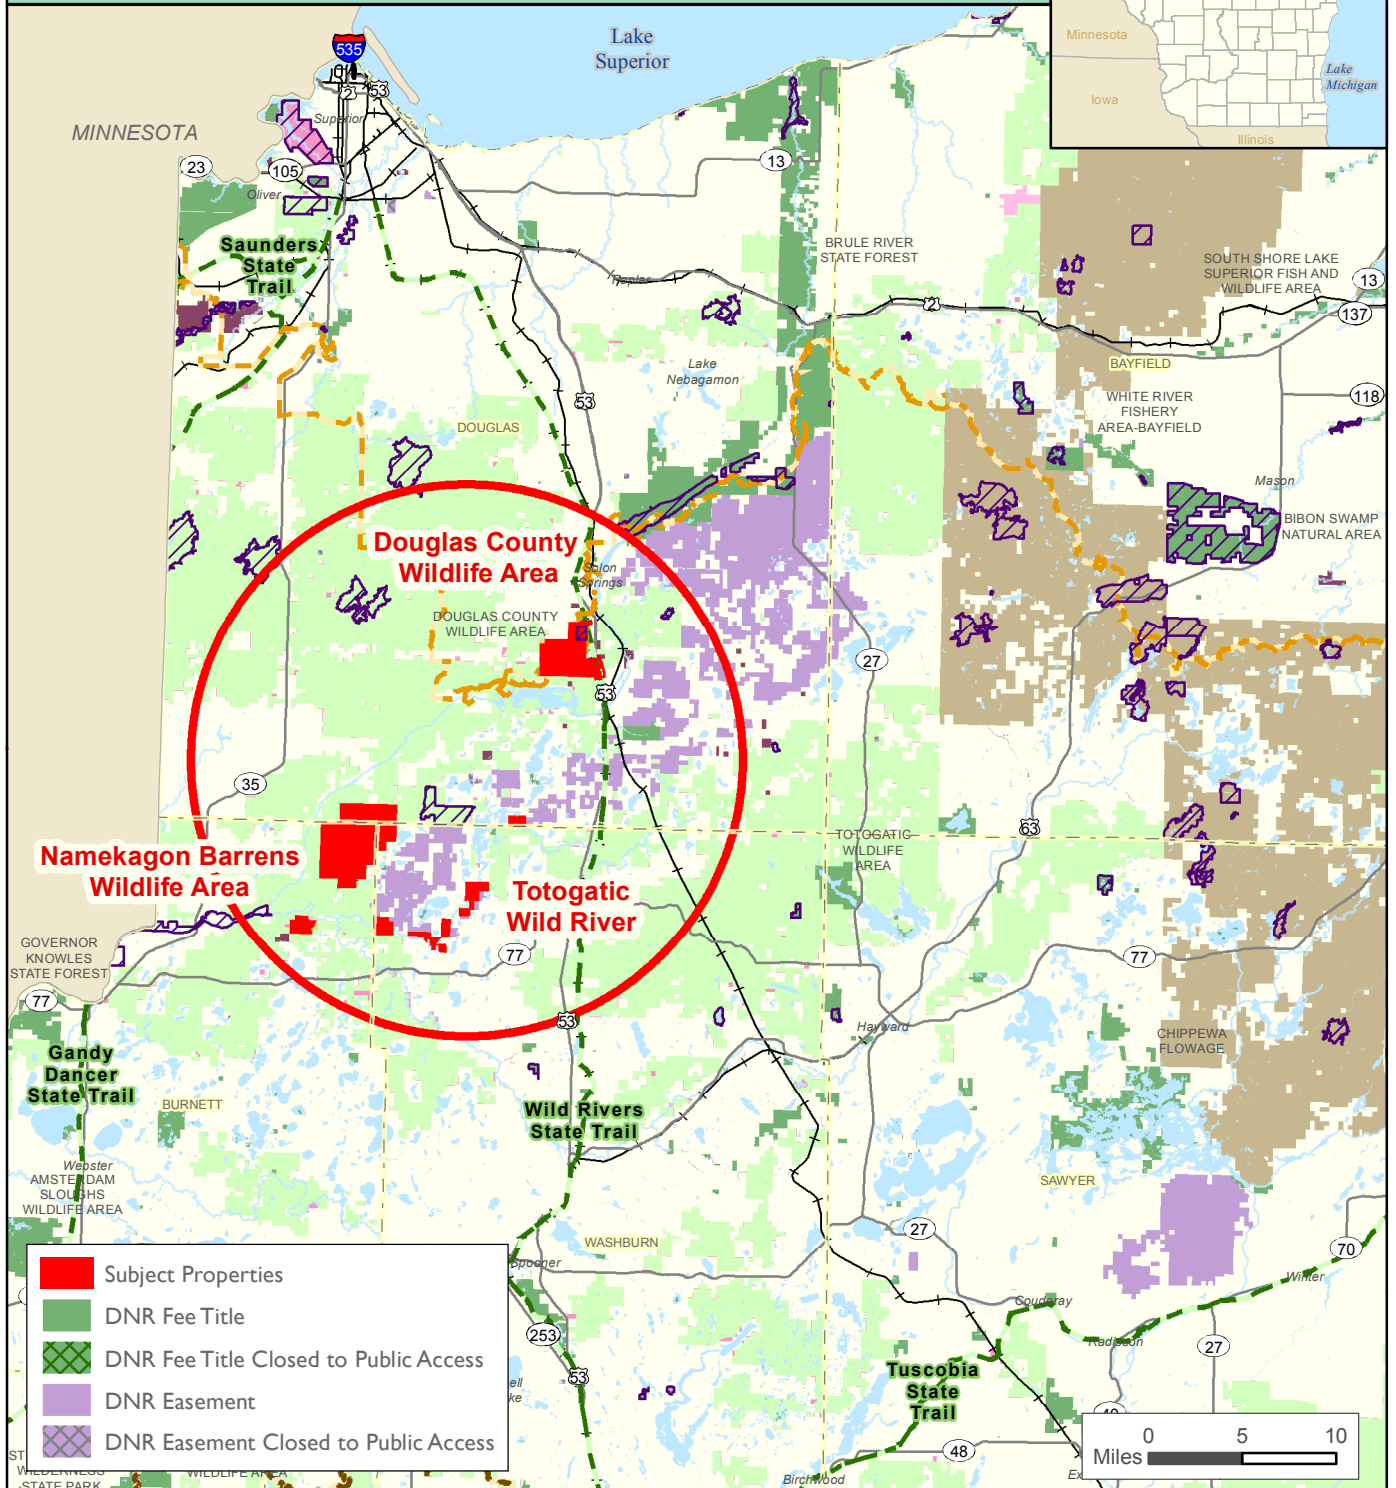 Lake
Superior
Minnesota
Iowa
Illinois
Lake
Michigan
535
2
53
MINNESOTA
Superior
23
105
Oliver
13
Saunders
State
Trail
BRULE RIVER
STATE FOREST
SOUTH SHORE LAKE
SUPERIOR FISH AND
WILDLIFE AREA
13
137
Poplar
2
Lake
Nebagamon
BAYFIELD
53
118
WHITE RIVER
FISHERY
AREA-BAYFIELD
DOUGLAS
Mason
BIBON SWAMP
NATURAL AREA
Douglas County
Wildlife Area
Solon
Springs
DOUGLAS COUNTY
WILDLIFE AREA
27
53
35
63
TOTOGATIC
WILDLIFE
AREA
Namekagon Barrens
Wildlife Area
Totogatic
Wild River
GOVERNOR
KNOWLES
STATE FOREST
77
77
77
53
Hayward
CHIPPEWA
FLOWAGE
Gandy
Dancer
State Trail
BURNETT
Wild Rivers
State Trail
Webster
AMSTERDAM
SLOUGHS
WILDLIFE AREA
SAWYER
27
WASHBURN
70
Spooner
Winter
Couderay
Radisson
253
27
53
Tuscobia
State
Trail
48
Birchwood
Subject Properties
DNR Fee Title
DNR Fee Title Closed to Public Access
DNR Easement
DNR Easement Closed to Public Access
WILDERNESS
STATE PARK
WILDLIFE AREA
0 5 10
Miles